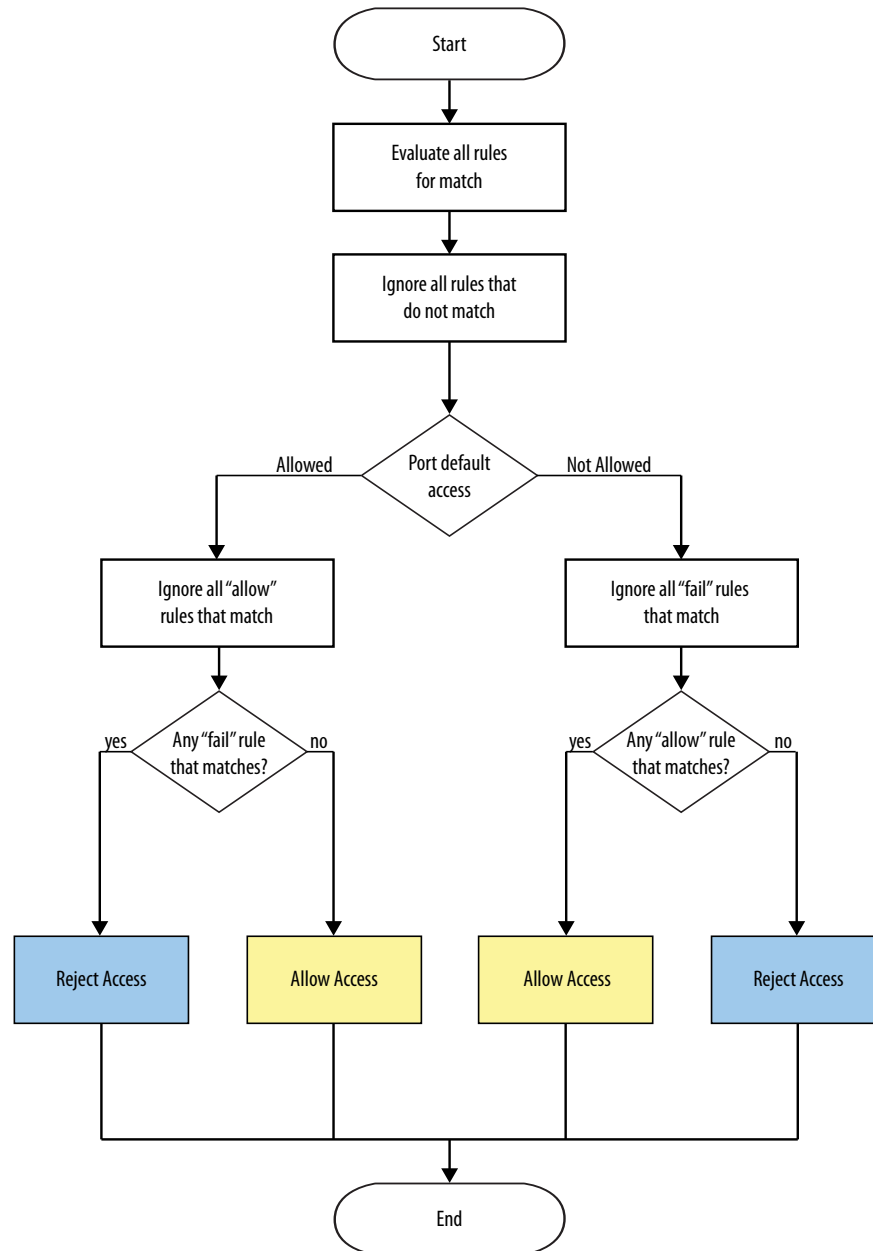 Start
Evaluate all rules
for match
Ignore all rules that
do not match
Port default
access
Allowed
Not Allowed
Ignore all “allow”
rules that match
Ignore all “fail” rules
that match
Any “fail” rule
that matches?
yes
no
Any “allow” rule
that matches?
yes
no
Reject Access
Allow Access
Allow Access
Reject Access
End